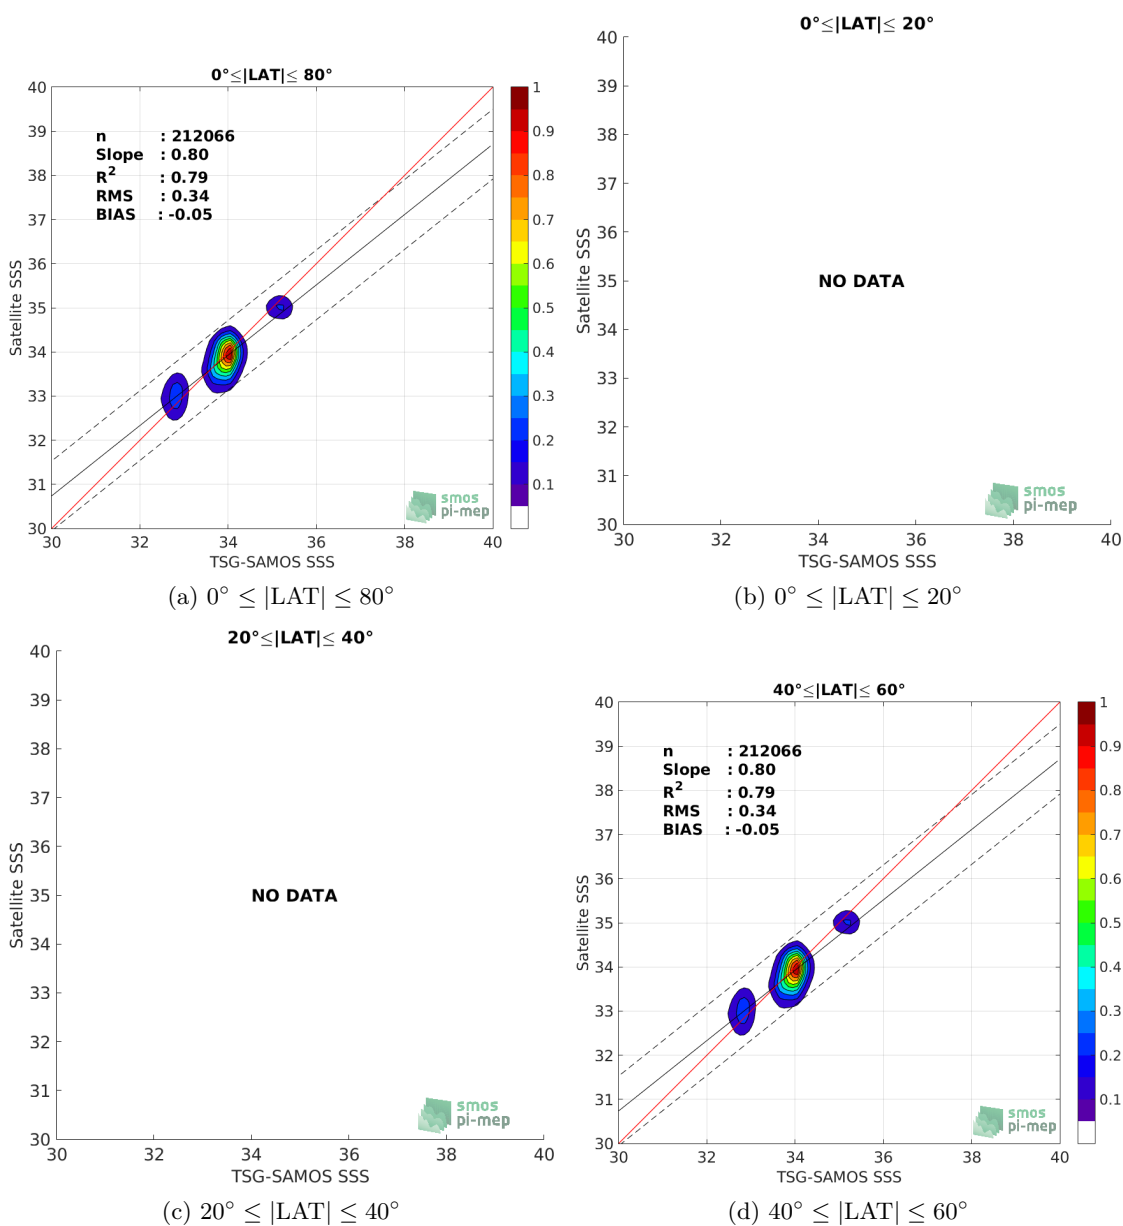 0°≤|LAT|≤ 80°
40
39
38
37
36
35
34
33
32
31
30
Satellite SSS
n : 212066
Slope : 0.80
R2 : 0.79
RMS : 0.34
BIAS : -0.05
1
0.9
0.8
0.7
0.6
0.5
0.4
0.3
0.2
0.1
smos
pi-mep
30 32 34 36 38 40
TSG-SAMOS SSS
(a) 0° ≤ |LAT| ≤ 80°
0°≤|LAT|≤ 20°
40
39
38
37
36
35
34
33
32
31
30
Satellite SSS
NO DATA
smos
pi-mep
30 32 34 36 38 40
TSG-SAMOS SSS
(b) 0° ≤ |LAT| ≤ 20°
20°≤|LAT|≤ 40°
40
39
38
37
36
35
34
33
32
31
30
Satellite SSS
NO DATA
smos
pi-mep
30 32 34 36 38 40
TSG-SAMOS SSS
(c) 20° ≤ |LAT| ≤ 40°
40°≤|LAT|≤ 60°
40
39
38
37
36
35
34
33
32
31
30
Satellite SSS
n : 212066
Slope : 0.80
R2 : 0.79
RMS : 0.34
BIAS : -0.05
1
0.9
0.8
0.7
0.6
0.5
0.4
0.3
0.2
0.1
smos
pi-mep
30 32 34 36 38 40
TSG-SAMOS SSS
(d) 40° ≤ |LAT| ≤ 60°